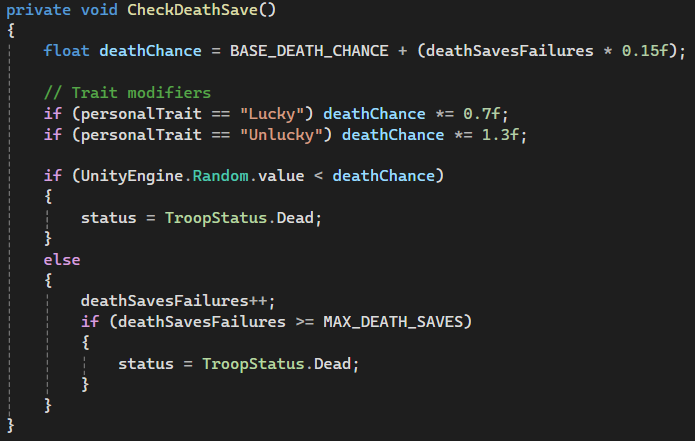 private void CheckDeathSave()
{
    float deathChance = BASE_DEATH_CHANCE + (deathSavesFailures * 0.15f);

    // Trait modifiers
    if (personalTrait == "Lucky") deathChance *= 0.7f;
    if (personalTrait == "Unlucky") deathChance *= 1.3f;

    if (UnityEngine.Random.value < deathChance)
    {
        status = TroopStatus.Dead;
    }
    else
    {
        deathSavesFailures++;
        if (deathSavesFailures >= MAX_DEATH_SAVES)
        {
            status = TroopStatus.Dead;
        }
    }
}